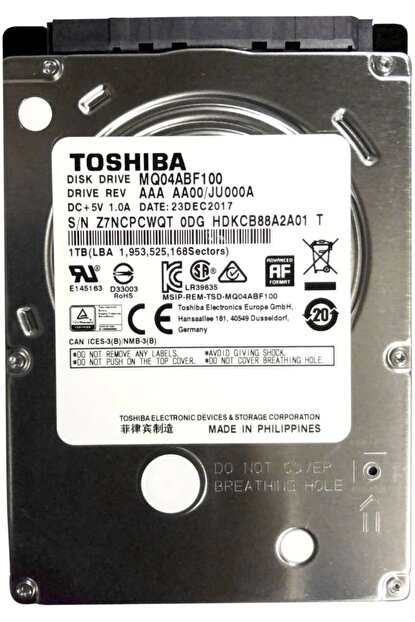 TOSHIBA
DISK DRIVE MQ04ABF100
DRIVE REV AAA AA00/JU000A
DC+5V 1.0A DATE: 23DEC2017
S/N Z7NCPCWQT 0DG HDKCB88A2A01 T
1TB(LBA 1,953,525,168Sectors)
E145163 D33003 RoHS LR39635 ADVANCED AF FORMAT
MSIP-REM-TSD-MQ04ABF100
Toshiba Electronics Europe GmbH,
Hansaallee 181, 40549 Dusseldorf,
Germany
20
CAN ICES-3(B)/NMB-3(B)
*DO NOT REMOVE ANY LABELS. *AVOID GIVING SHOCK.
*DO NOT PUSH ON THE TOP COVER. *DO NOT COVER BREATHING HOLE.
TOSHIBA ELECTRONIC DEVICES & STORAGE CORPORATION
菲律宾制造 MADE IN PHILIPPINES
DO NOT COVER
BREATHING HOLE